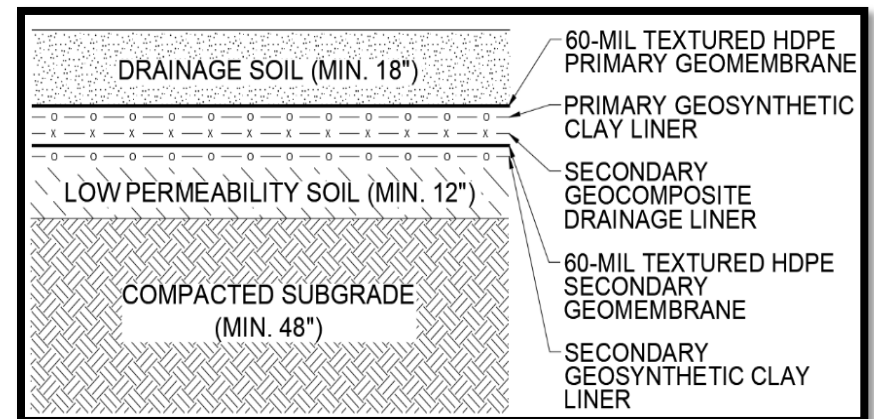 DRAINAGE SOIL (MIN. 18")
LOW PERMEABILITY SOIL (MIN. 12")
COMPACTED SUBGRADE
(MIN. 48")
60-MIL TEXTURED HDPE
PRIMARY GEOMEMBRANE
PRIMARY GEOSYNTHETIC
CLAY LINER
SECONDARY
GEOCOMPOSITE
DRAINAGE LINER
60-MIL TEXTURED HDPE
SECONDARY
GEOMEMBRANE
SECONDARY
GEOSYNTHETIC CLAY
LINER